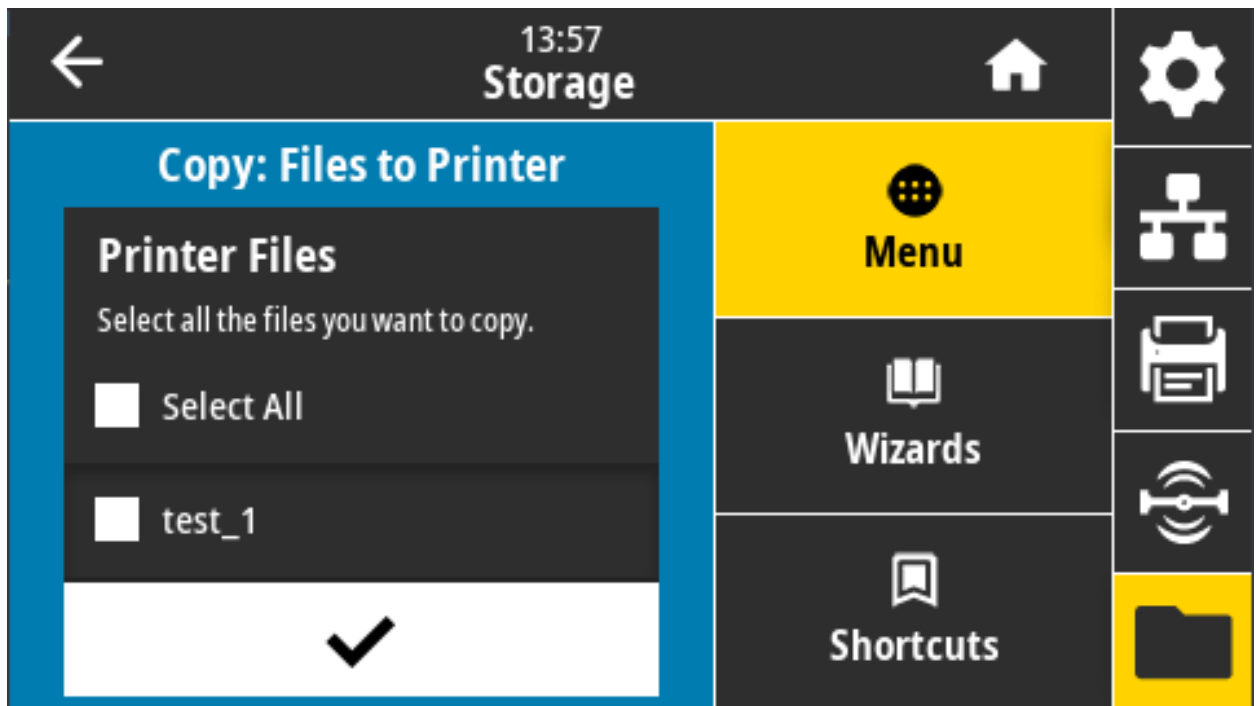 13:57
Storage
Copy: Files to Printer
Printer Files
Select all the files you want to copy.
Select All
test_1
Menu
Wizards
Shortcuts